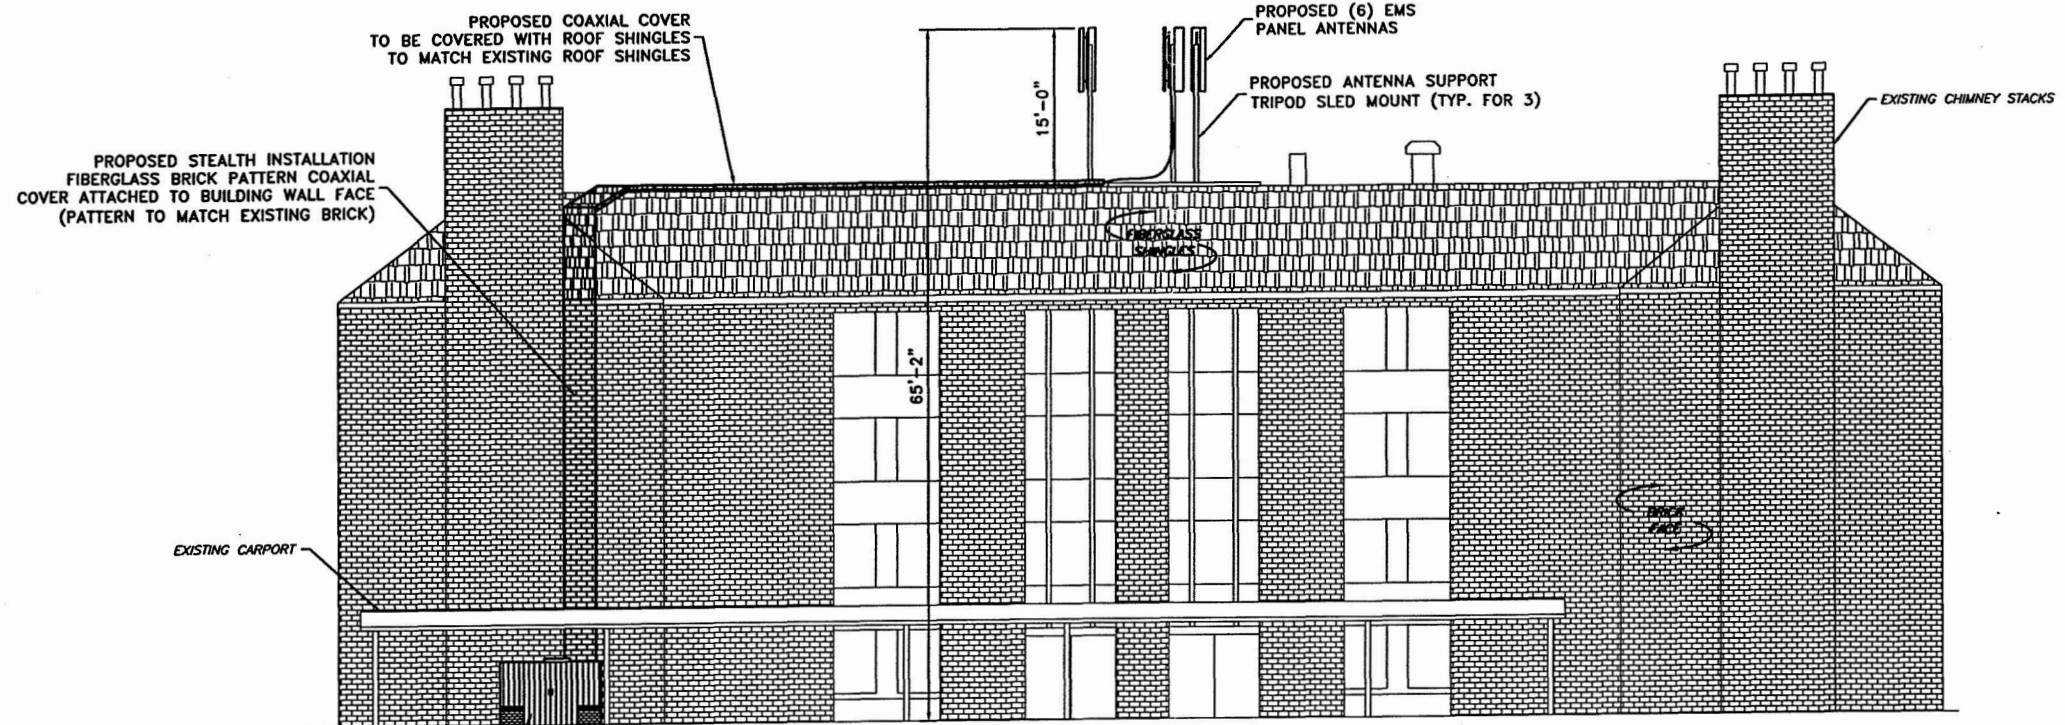 PROPOSED COAXIAL COVER
TO BE COVERED WITH ROOF SHINGLES
TO MATCH EXISTING ROOF SHINGLES
PROPOSED (6) EMS
PANEL ANTENNAS
PROPOSED ANTENNA SUPPORT
TRIPOD SLED MOUNT (TYP. FOR 3)
EXISTING CHIMNEY STACKS
15'-0"
PROPOSED STEALTH INSTALLATION
FIBERGLASS BRICK PATTERN COAXIAL
COVER ATTACHED TO BUILDING WALL FACE
(PATTERN TO MATCH EXISTING BRICK)
FIBERGLASS
SHINGLES
65'-2"
BRICK
FACE
EXISTING CARPORT